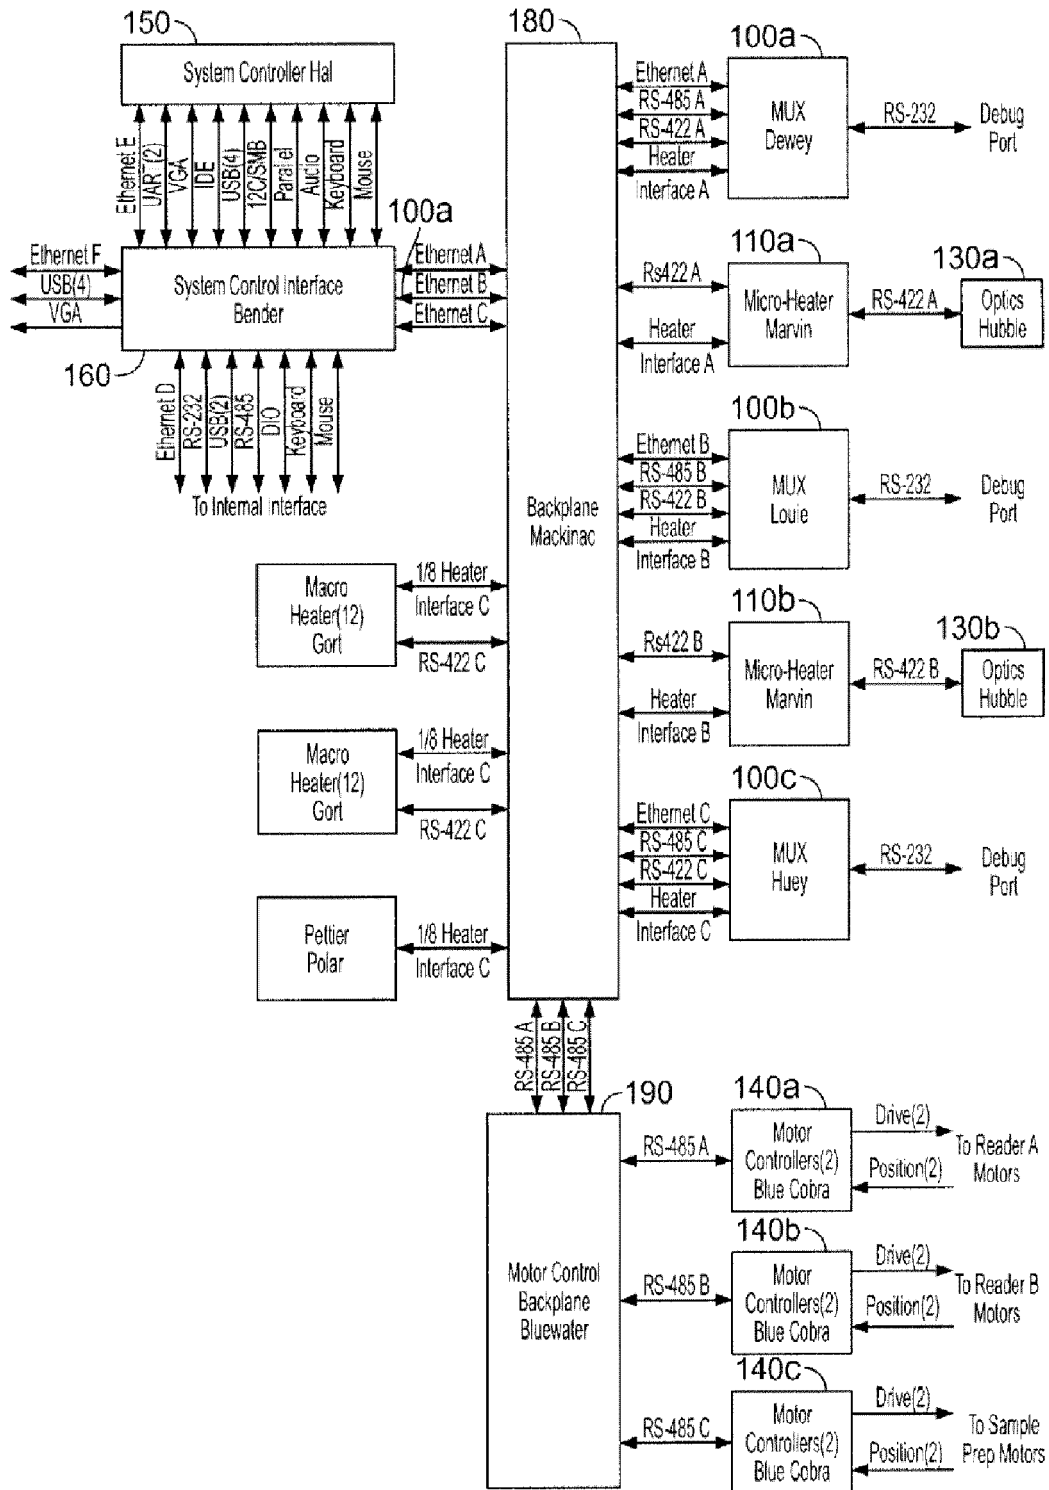 150
System Controller Hal
Ethernet E
UART(2)
VGA
IDE
USB(4)
12C/SMB
Parallel
Audio
Keyboard
Mouse
100a
Ethernet F
USB(4)
VGA
System Control Interface
Bender
160
Ethernet A
Ethernet B
Ethernet C
Ethernet D
RS-232
USB(2)
RS-485
DIO
Keyboard
Mouse
To Internal Interface
180
Backplane
Mackinac
100a
Ethernet A
RS-485 A
RS-422 A
Heater
Interface A
MUX
Dewey
RS-232
Debug
Port
110a
Rs422 A
Heater
Interface A
Micro-Heater
Marvin
RS-422 A
130a
Optics
Hubble
100b
Ethernet B
RS-485 B
RS-422 B
Heater
Interface B
MUX
Louie
RS-232
Debug
Port
110b
Rs422 B
Heater
Interface B
Micro-Heater
Marvin
RS-422 B
130b
Optics
Hubble
100c
Ethernet C
RS-485 C
RS-422 C
Heater
Interface C
MUX
Huey
RS-232
Debug
Port
Macro
Heater(12)
Gort
1/8 Heater
Interface C
RS-422 C
Macro
Heater(12)
Gort
1/8 Heater
Interface C
RS-422 C
Pettier
Polar
1/8 Heater
Interface C
RS-485 A
RS-485 B
RS-485 C
190
Motor Control
Backplane
Bluewater
RS-485 A
140a
Motor
Controllers(2)
Blue Cobra
Drive(2)
Position(2)
To Reader A
Motors
RS-485 B
140b
Motor
Controllers(2)
Blue Cobra
Drive(2)
Position(2)
To Reader B
Motors
RS-485 C
140c
Motor
Controllers(2)
Blue Cobra
Drive(2)
Position(2)
To Sample
Prep Motors